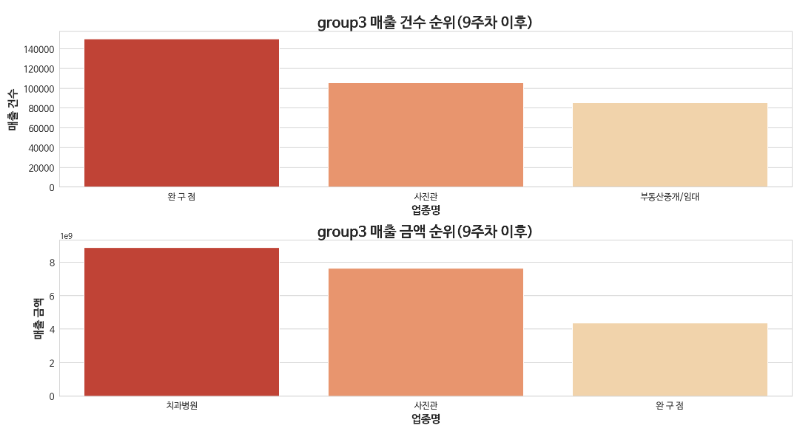 group3 매출 건수 순위(9주차 이후)
매출 건수
140000
120000
100000
80000
60000
40000
20000
0
완 구 점 사진관 부동산중개/임대
업종명
group3 매출 금액 순위(9주차 이후)
1e9
매출 금액
8
6
4
2
0
치과병원 사진관 완 구 점
업종명